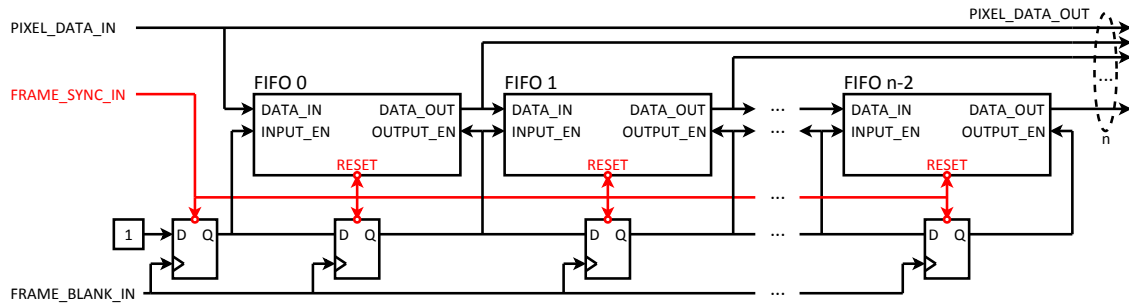 PIXEL_DATA_IN
PIXEL_DATA_OUT
FRAME_SYNC_IN
FIFO 0
FIFO 1
FIFO n-2
...
DATA_IN DATA_OUT
INPUT_EN OUTPUT_EN
RESET
DATA_IN DATA_OUT
INPUT_EN OUTPUT_EN
RESET
...
...
DATA_IN DATA_OUT
INPUT_EN OUTPUT_EN
RESET
n
...
1
D Q
D Q
D Q
...
D Q
FRAME_BLANK_IN
...